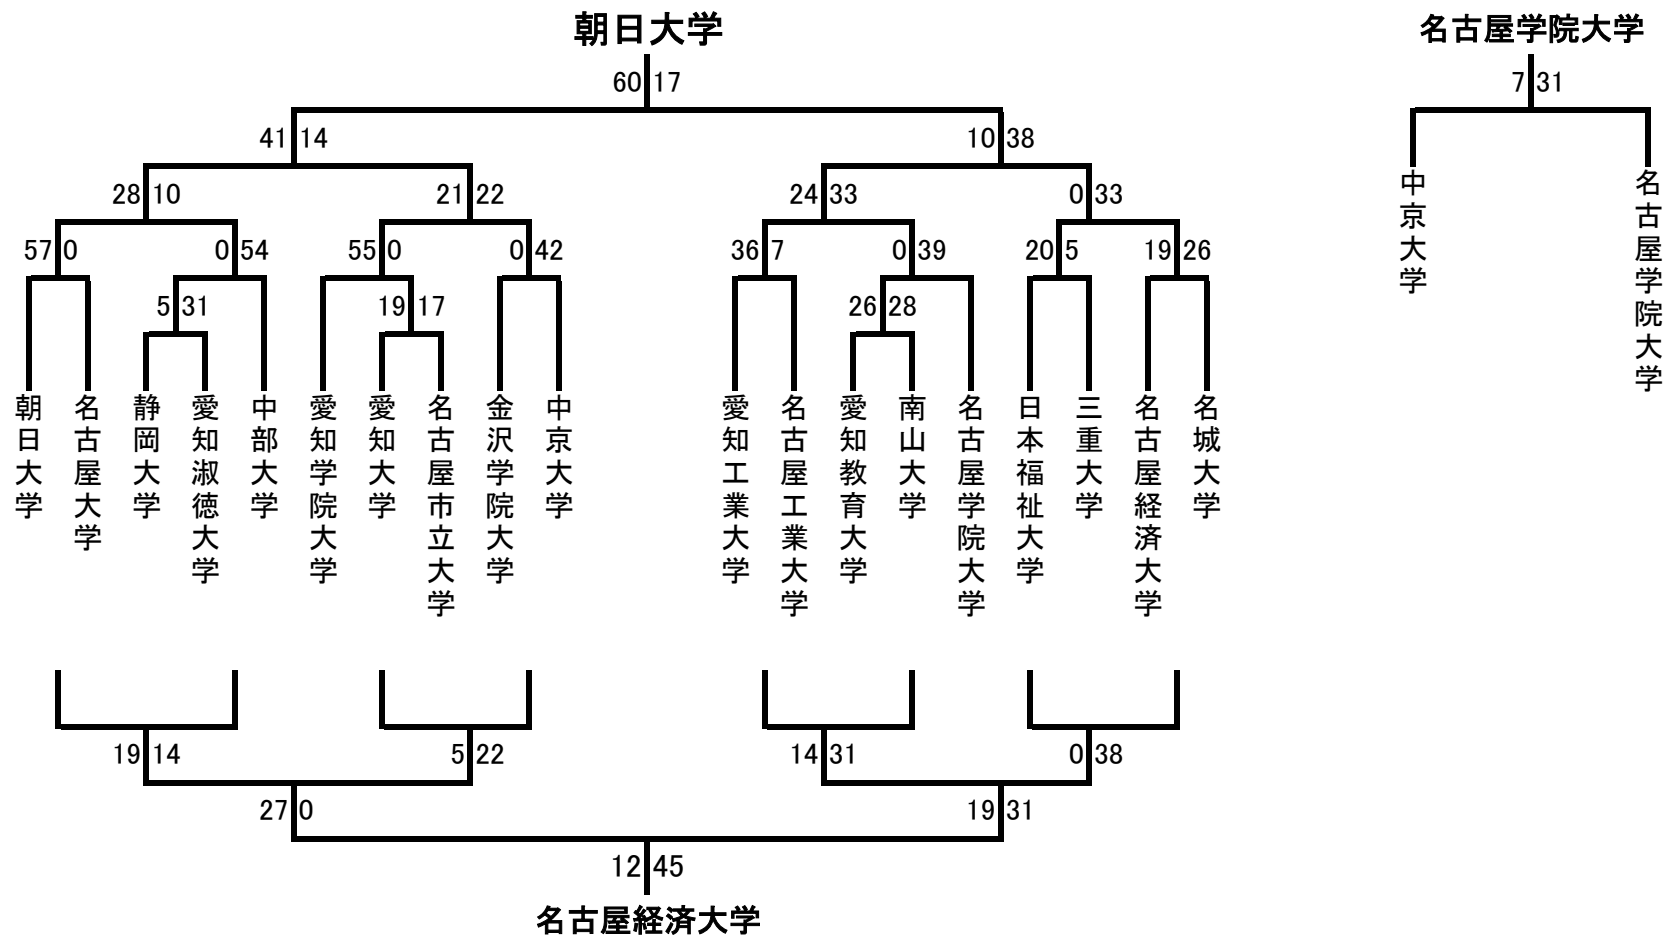 朝日大学
名古屋学院大学
60 17
7 31
41 14
10 38
28 10
21 22
24 33
0 33
57 0
0 54
55 0
0 42
36 7
0 39
20 5
19 26
5 31
19 17
26 28
中京大学
名古屋学院大学
朝日大学
名古屋大学
静岡大学
愛知淑徳大学
中部大学
愛知学院大学
愛知大学
名古屋市立大学
金沢学院大学
中京大学
愛知工業大学
名古屋工業大学
愛知教育大学
南山大学
名古屋学院大学
日本福祉大学
三重大学
名古屋経済大学
名城大学
19 14
5 22
14 31
0 38
27 0
19 31
12 45
名古屋経済大学